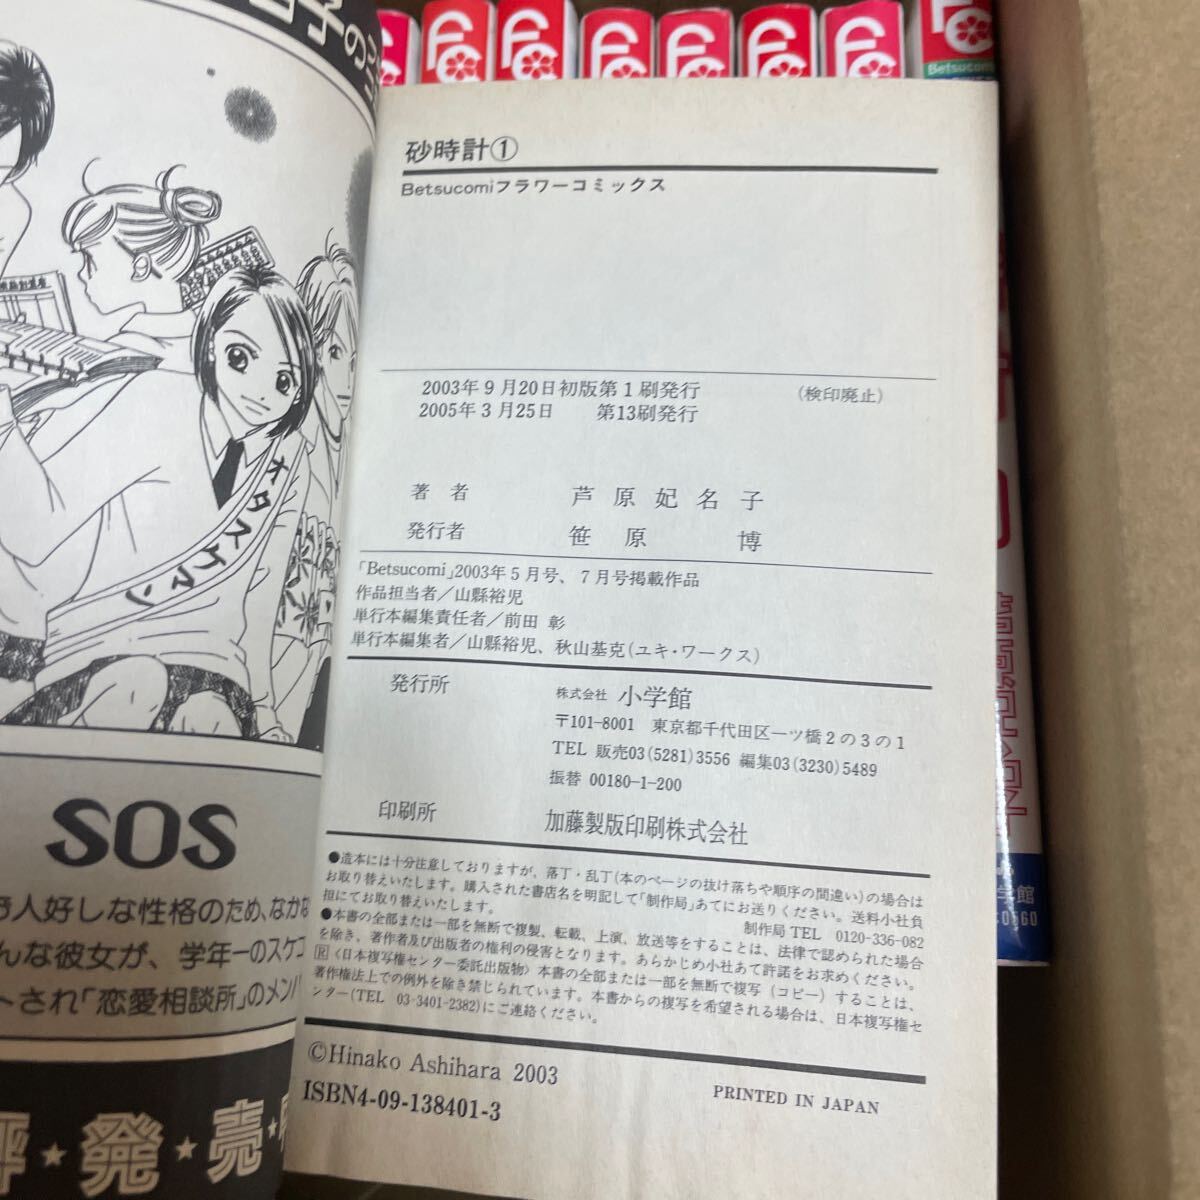 子の
オタスケマン
SOS
人好しな性格のため、なかな
んな彼女が、学年一のスケコ
トされ「恋愛相談所」のメンバ
評★発★売★
Betsucomi
砂時計①
Betsucomiフラワーコミックス
2003年9月20日初版第1刷発行 (検印廃止)
2005年3月25日 第13刷発行
著者 芦原妃名子
発行者 笹原 博
「Betsucomi」2003年5月号、7月号掲載作品
作品担当者／山縣裕児
単行本編集責任者／前田 彰
単行本編集者／山縣裕児、秋山基克(ユキ・ワークス)
発行所 株式会社 小学館
〒101-8001 東京都千代田区一ツ橋2の3の1
TEL 販売03(5281)3556 編集03(3230)5489
振替 00180-1-200
印刷所 加藤製版印刷株式会社
●造本には十分注意しておりますが、落丁・乱丁(本のページの抜け落ちや順序の間違い)の場合は
お取り替えいたします。購入された書店名を明記して「制作局」あてにお送りください。送料小社負
担にてお取り替えいたします。 制作局 TEL 0120-336-082
●本書の全部または一部を無断で複製、転載、上演、放送等をすることは、法律で認められた場合
を除き、著作者及び出版者の権利の侵害となります。あらかじめ小社あて許諾をお求めください。
R〈日本複写権センター委託出版物〉本書の全部または一部を無断で複写(コピー)することは、
著作権法上での例外を除き禁じられています。本書からの複写を希望される場合は、日本複写権セ
ンター(TEL 03-3401-2382)にご連絡ください。
©Hinako Ashihara 2003
ISBN4-09-138401-3
PRINTED IN JAPAN
学館
C0560